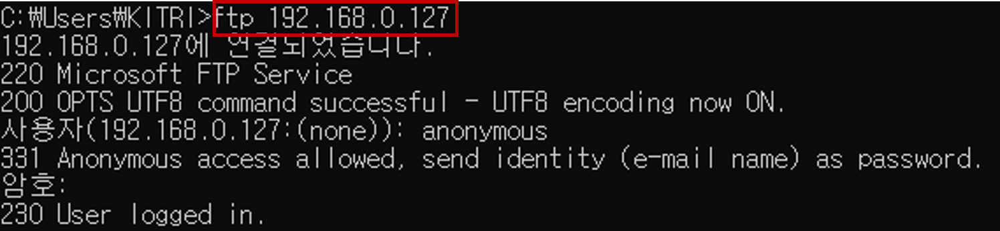 C:₩Users₩KITRI>ftp 192.168.0.127
192.168.0.127에 연결되었습니다.
220 Microsoft FTP Service
200 OPTS UTF8 command successful - UTF8 encoding now ON.
사용자(192.168.0.127:(none)): anonymous
331 Anonymous access allowed, send identity (e-mail name) as password.
암호:
230 User logged in.